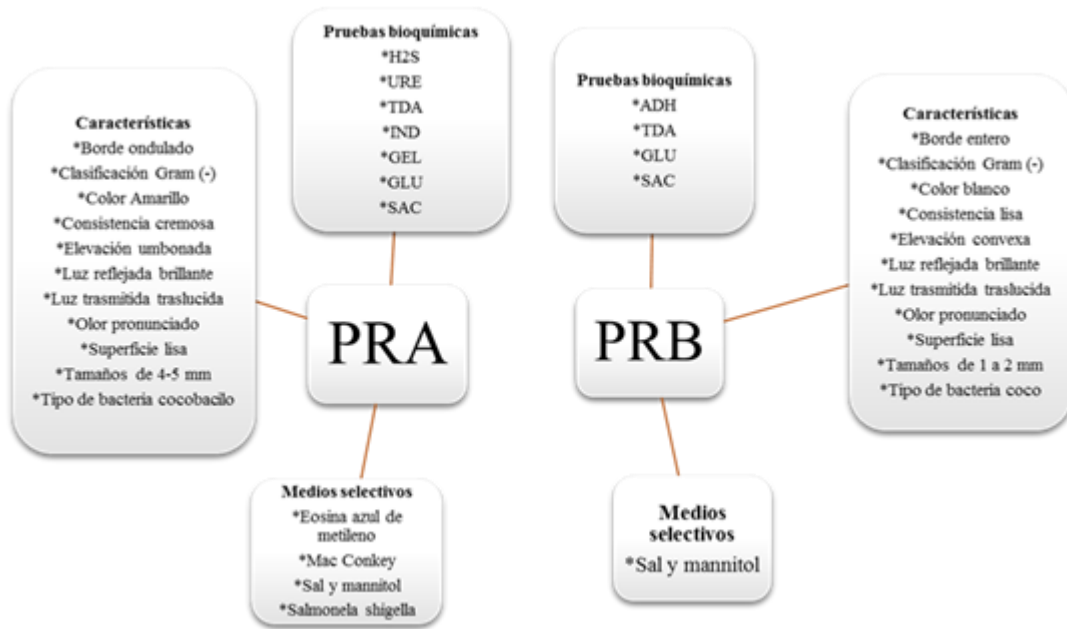 Pruebas bioquímicas
*H2S
*URE
*TDA
*IND
*GEL
*GLU
*SAC
Características
*Borde ondulado
*Clasificación Gram (-)
*Color Amarillo
*Consistencia cremosa
*Elevación umbonada
*Luz reflejada brillante
*Luz trasmitida traslucida
*Olor pronunciado
*Superficie lisa
*Tamaños de 4-5 mm
*Tipo de bacteria cocobacilo
PRA
Medios selectivos
*Eosina azul de
metileno
*Mac Conkey
*Sal y mannitol
*Salmonela shigella
Pruebas bioquímicas
*ADH
*TDA
*GLU
*SAC
Características
*Borde entero
*Clasificación Gram (-)
*Color blanco
*Consistencia lisa
*Elevación convexa
*Luz reflejada brillante
*Luz trasmitida traslucida
*Olor pronunciado
*Superficie lisa
*Tamaños de 1 a 2 mm
*Tipo de bacteria coco
PRB
Medios
selectivos
*Sal y mannitol